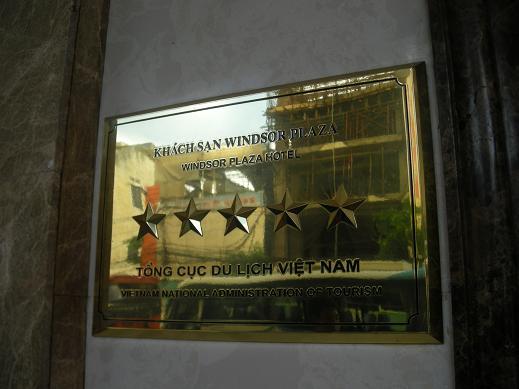 KHÁCH SẠN WINDSOR PLAZA
WINDSOR PLAZA HOTEL
TỔNG CỤC DU LỊCH VIỆT NAM
VIETNAM NATIONAL ADMINISTRATION OF TOURISM